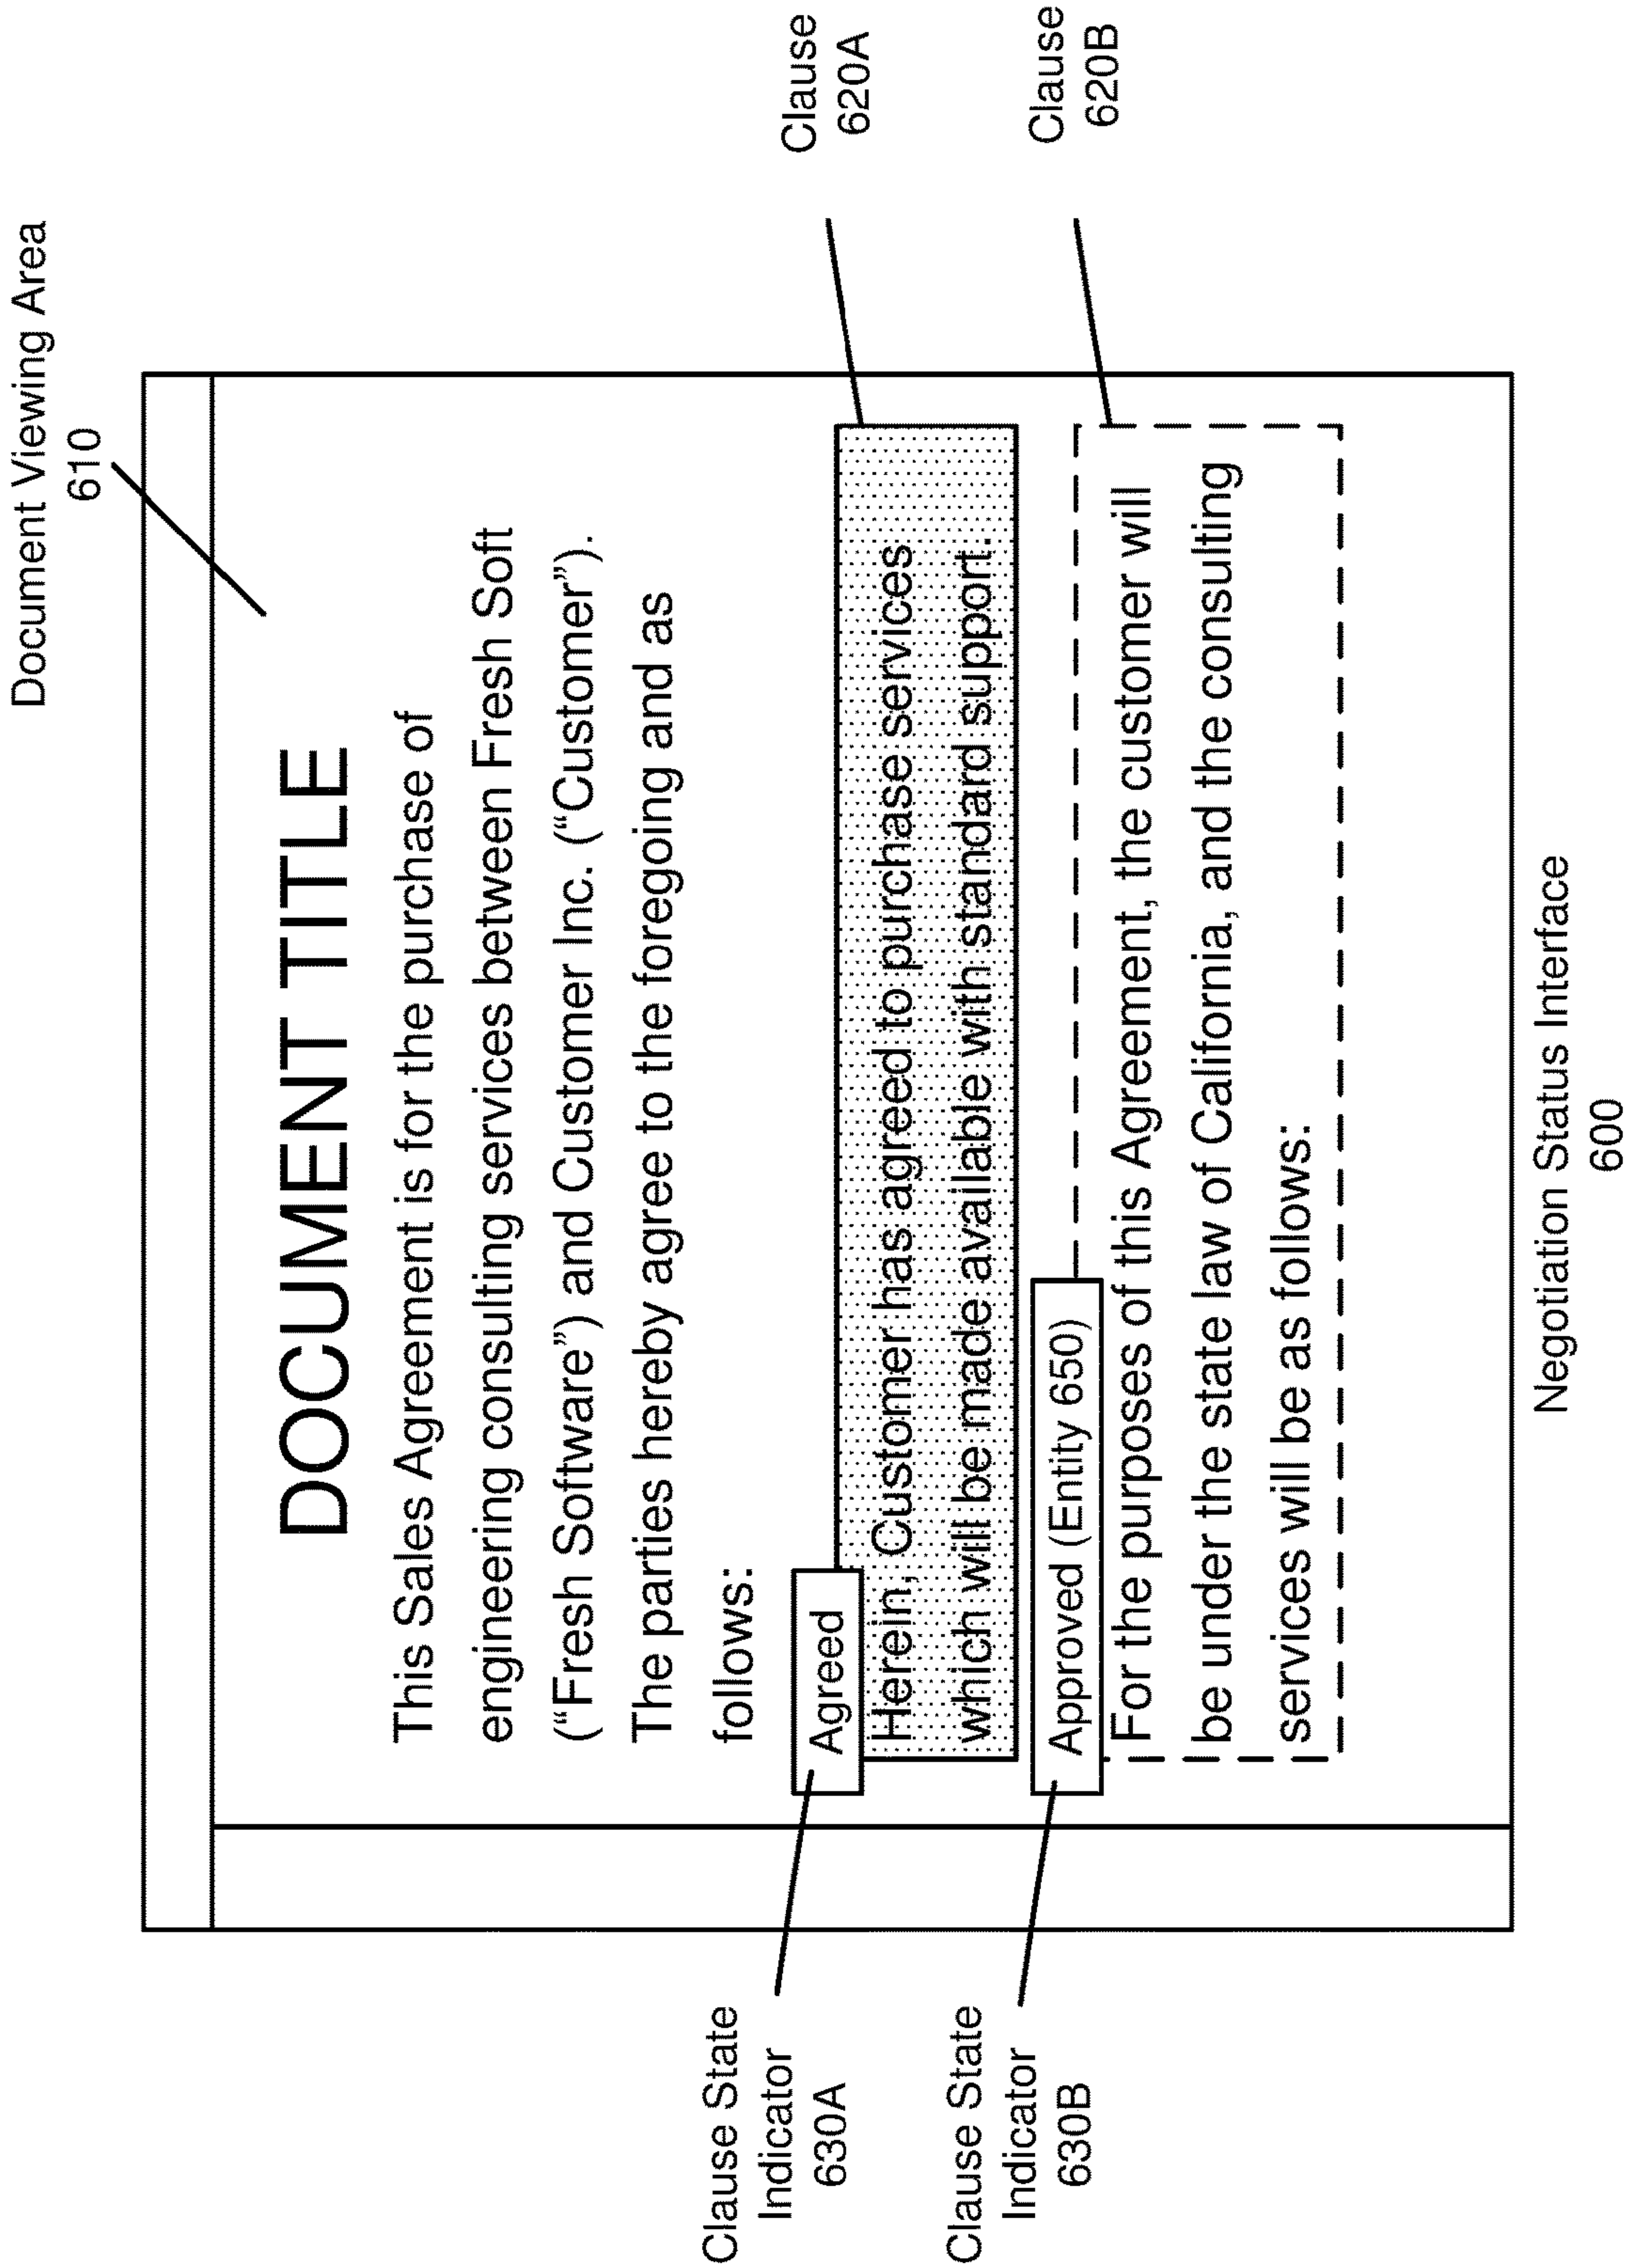 Document Viewing Area
610
DOCUMENT TITLE
This Sales Agreement is for the purchase of
engineering consulting services between Fresh Soft
(“Fresh Software”) and Customer Inc. (“Customer”).
The parties hereby agree to the foregoing and as
follows:
Clause State
Indicator
630A
Agreed
Clause
620A
Herein, Customer has agreed to purchase services
which will be made available with standard support.
Clause State
Indicator
630B
Approved (Entity 650)
Clause
620B
For the purposes of this Agreement, the customer will
be under the state law of California, and the consulting
services will be as follows:
Negotiation Status Interface
600